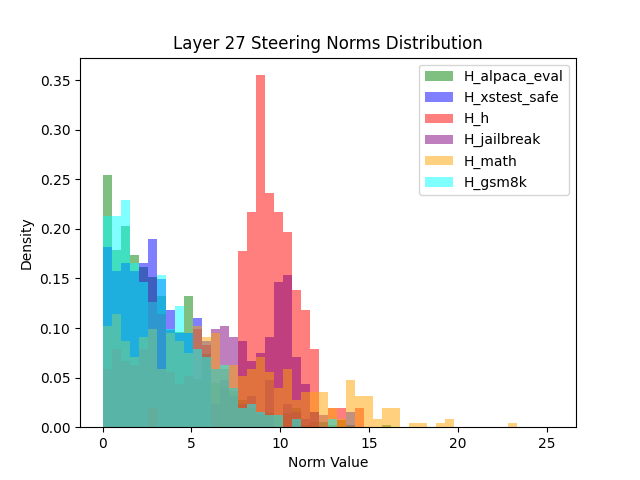 Layer 27 Steering Norms Distribution
Density
0.35
0.30
0.25
0.20
0.15
0.10
0.05
0.00
H_alpaca_eval
H_xstest_safe
H_h
H_jailbreak
H_math
H_gsm8k
0
5
10
15
20
25
Norm Value